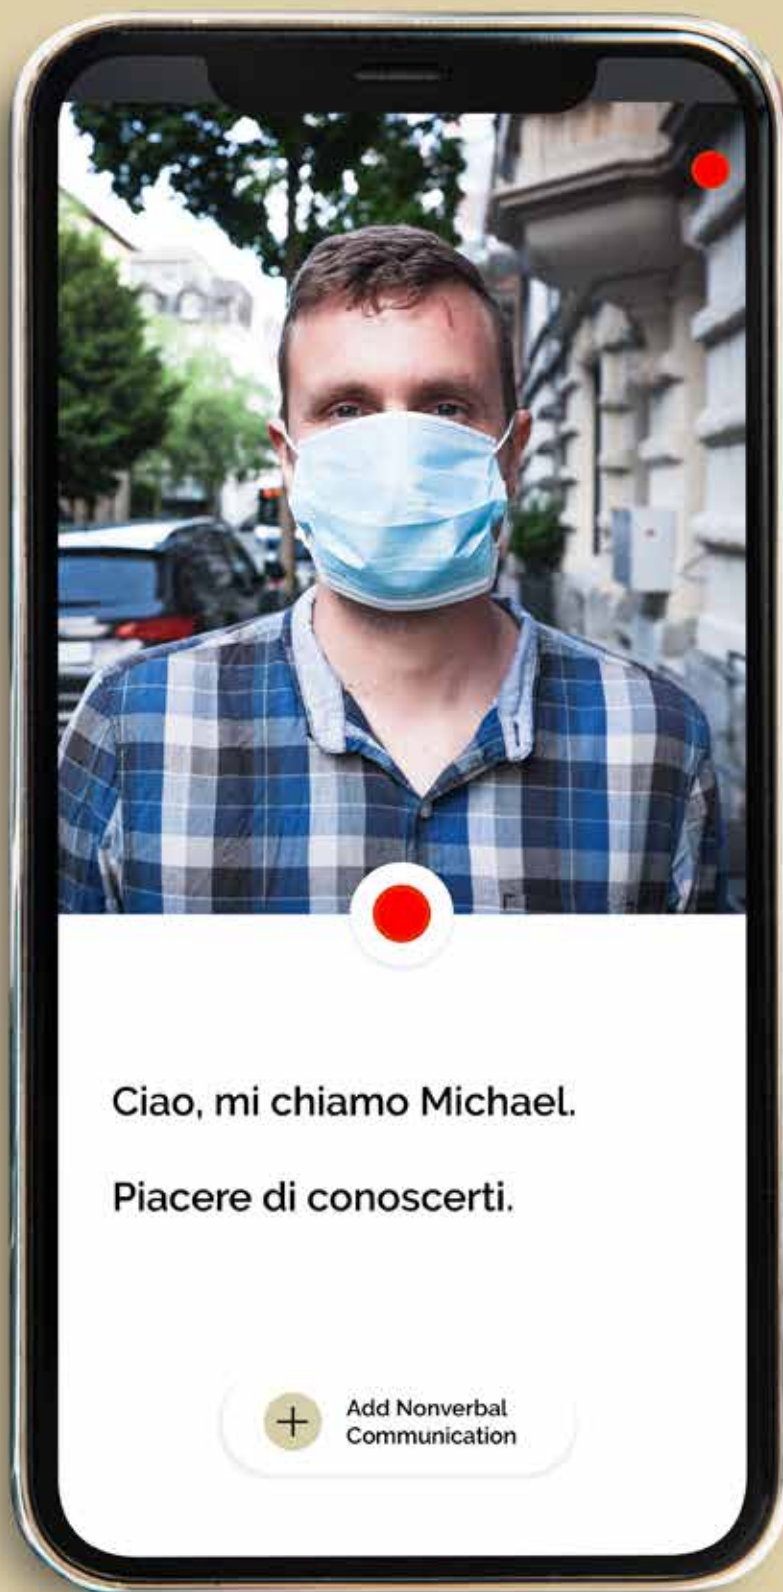 Ciao, mi chiamo Michael.
Piacere di conoscerti.
Add Nonverbal
Communication